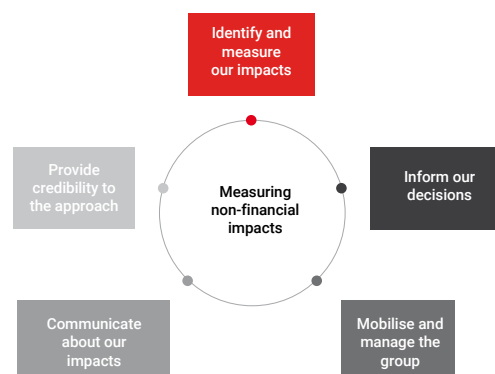 Identify and
measure
our impacts
Provide
credibility to
the approach
Measuring
non-financial
impacts
Inform our
decisions
Communicate
about our
impacts
Mobilise and
manage the
group